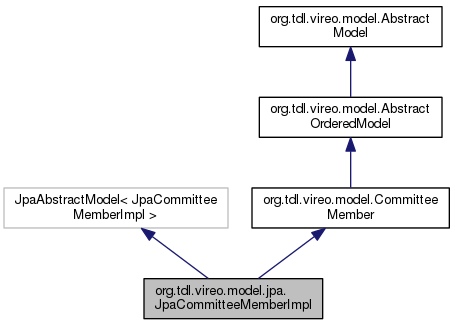 org.tdl.vireo.model.Abstract
Model
org.tdl.vireo.model.Abstract
OrderedModel
JpaAbstractModel< JpaCommittee
MemberImpl >
org.tdl.vireo.model.Committee
Member
org.tdl.vireo.model.jpa.
JpaCommitteeMemberImpl